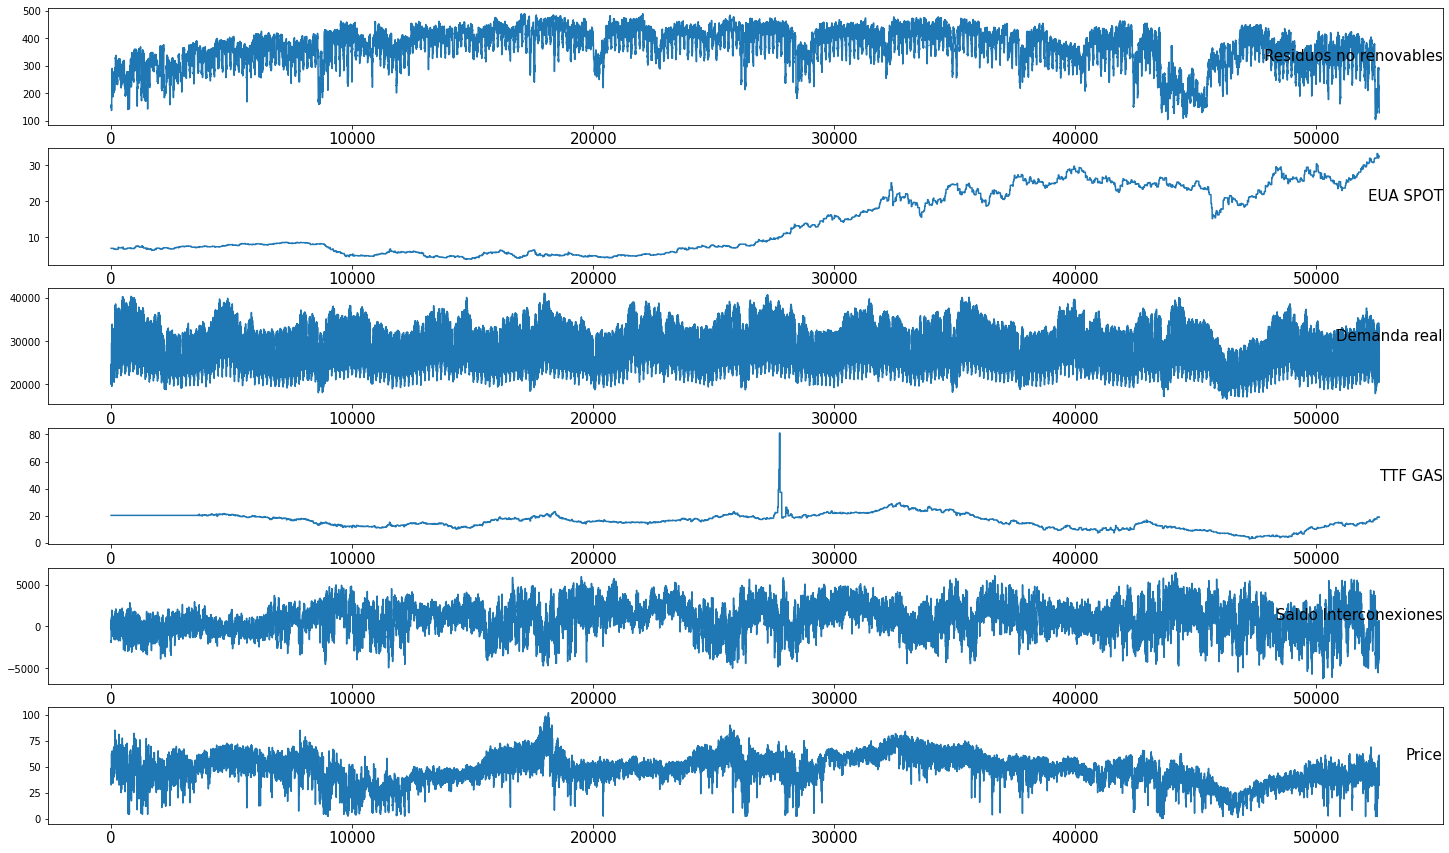 500
400
300
200
100
Residuos no renovables
0 10000 20000 30000 40000 50000
30
20
10
EUA SPOT
0 10000 20000 30000 40000 50000
40000
30000
20000
Demanda real
0 10000 20000 30000 40000 50000
80
60
40
20
0
TTF GAS
0 10000 20000 30000 40000 50000
5000
0
−5000
Saldo Interconexiones
0 10000 20000 30000 40000 50000
100
75
50
25
0
Price
0 10000 20000 30000 40000 50000